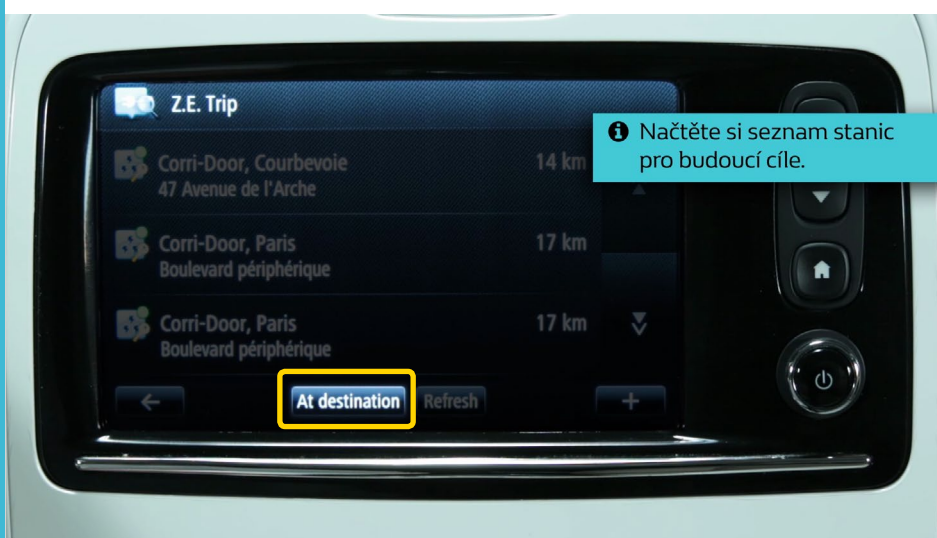 Z.E. Trip
Načtěte si seznam stanic
pro budoucí cíle.
Corri-Door, Courbevoie 14 km
47 Avenue de l'Arche
Corri-Door, Paris 17 km
Boulevard périphérique
Corri-Door, Paris 17 km
Boulevard périphérique
At destination Refresh